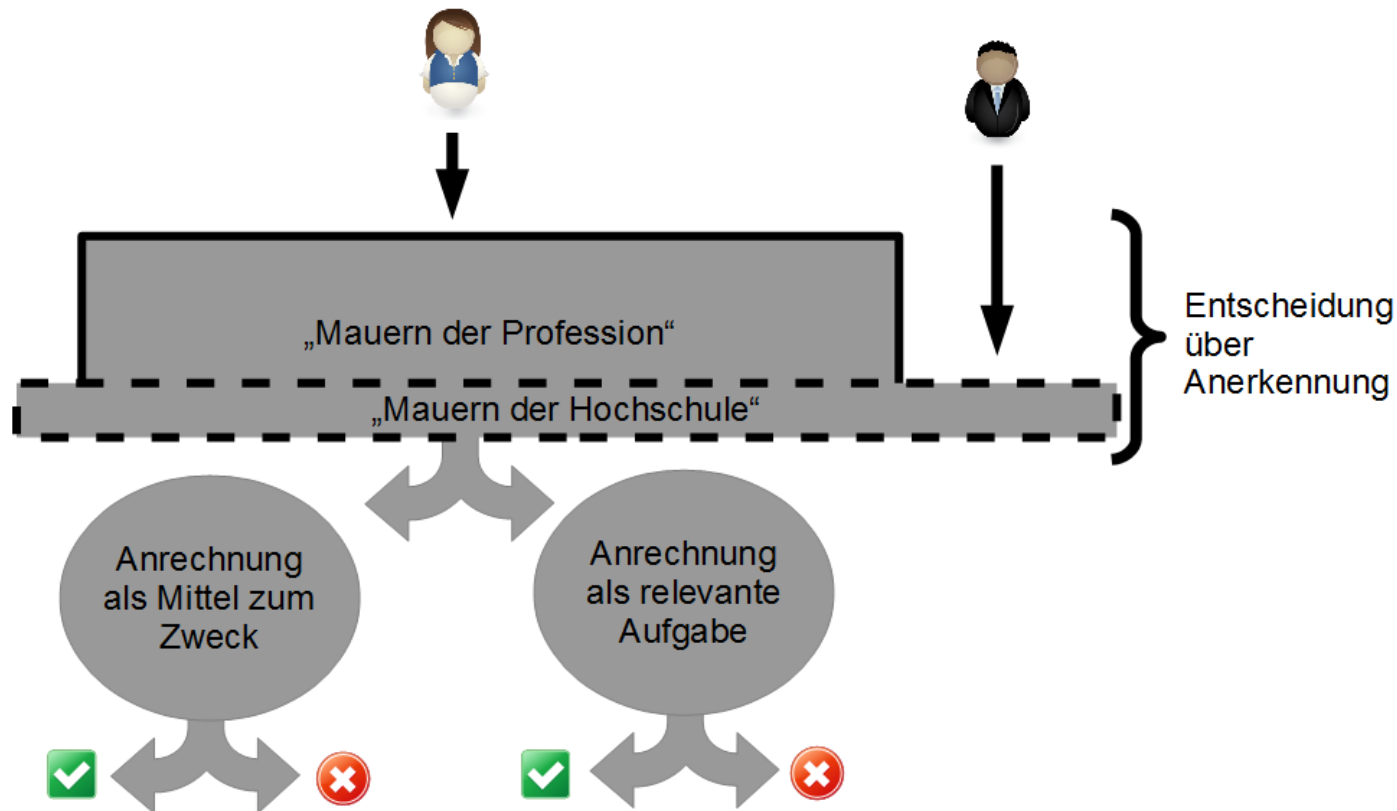 „Mauern der Profession“
„Mauern der Hochschule“
Entscheidung
über
Anerkennung
Anrechnung
als Mittel zum
Zweck
Anrechnung
als relevante
Aufgabe